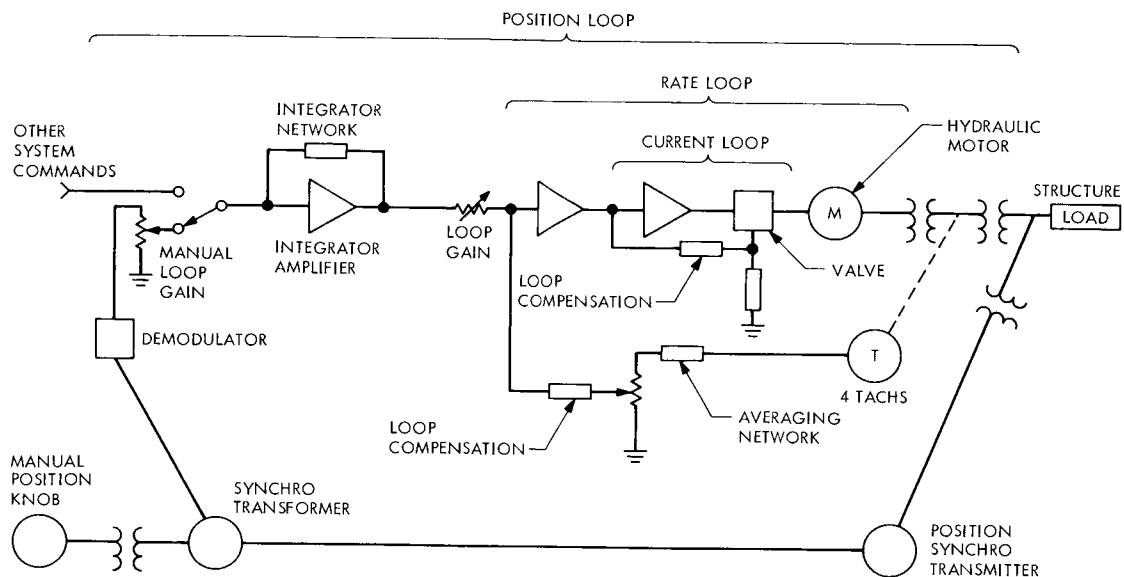 POSITION LOOP
RATE LOOP
CURRENT LOOP
INTEGRATOR
NETWORK
HYDRAULIC
MOTOR
OTHER
SYSTEM
COMMANDS
STRUCTURE
LOAD
M
MANUAL
LOOP
GAIN
INTEGRATOR
AMPLIFIER
LOOP
GAIN
LOOP
COMPENSATION
VALVE
DEMODULATOR
T
4 TACHS
LOOP
COMPENSATION
AVERAGING
NETWORK
MANUAL
POSITION
KNOB
SYNCHRO
TRANSFORMER
POSITION
SYNCHRO
TRANSMITTER